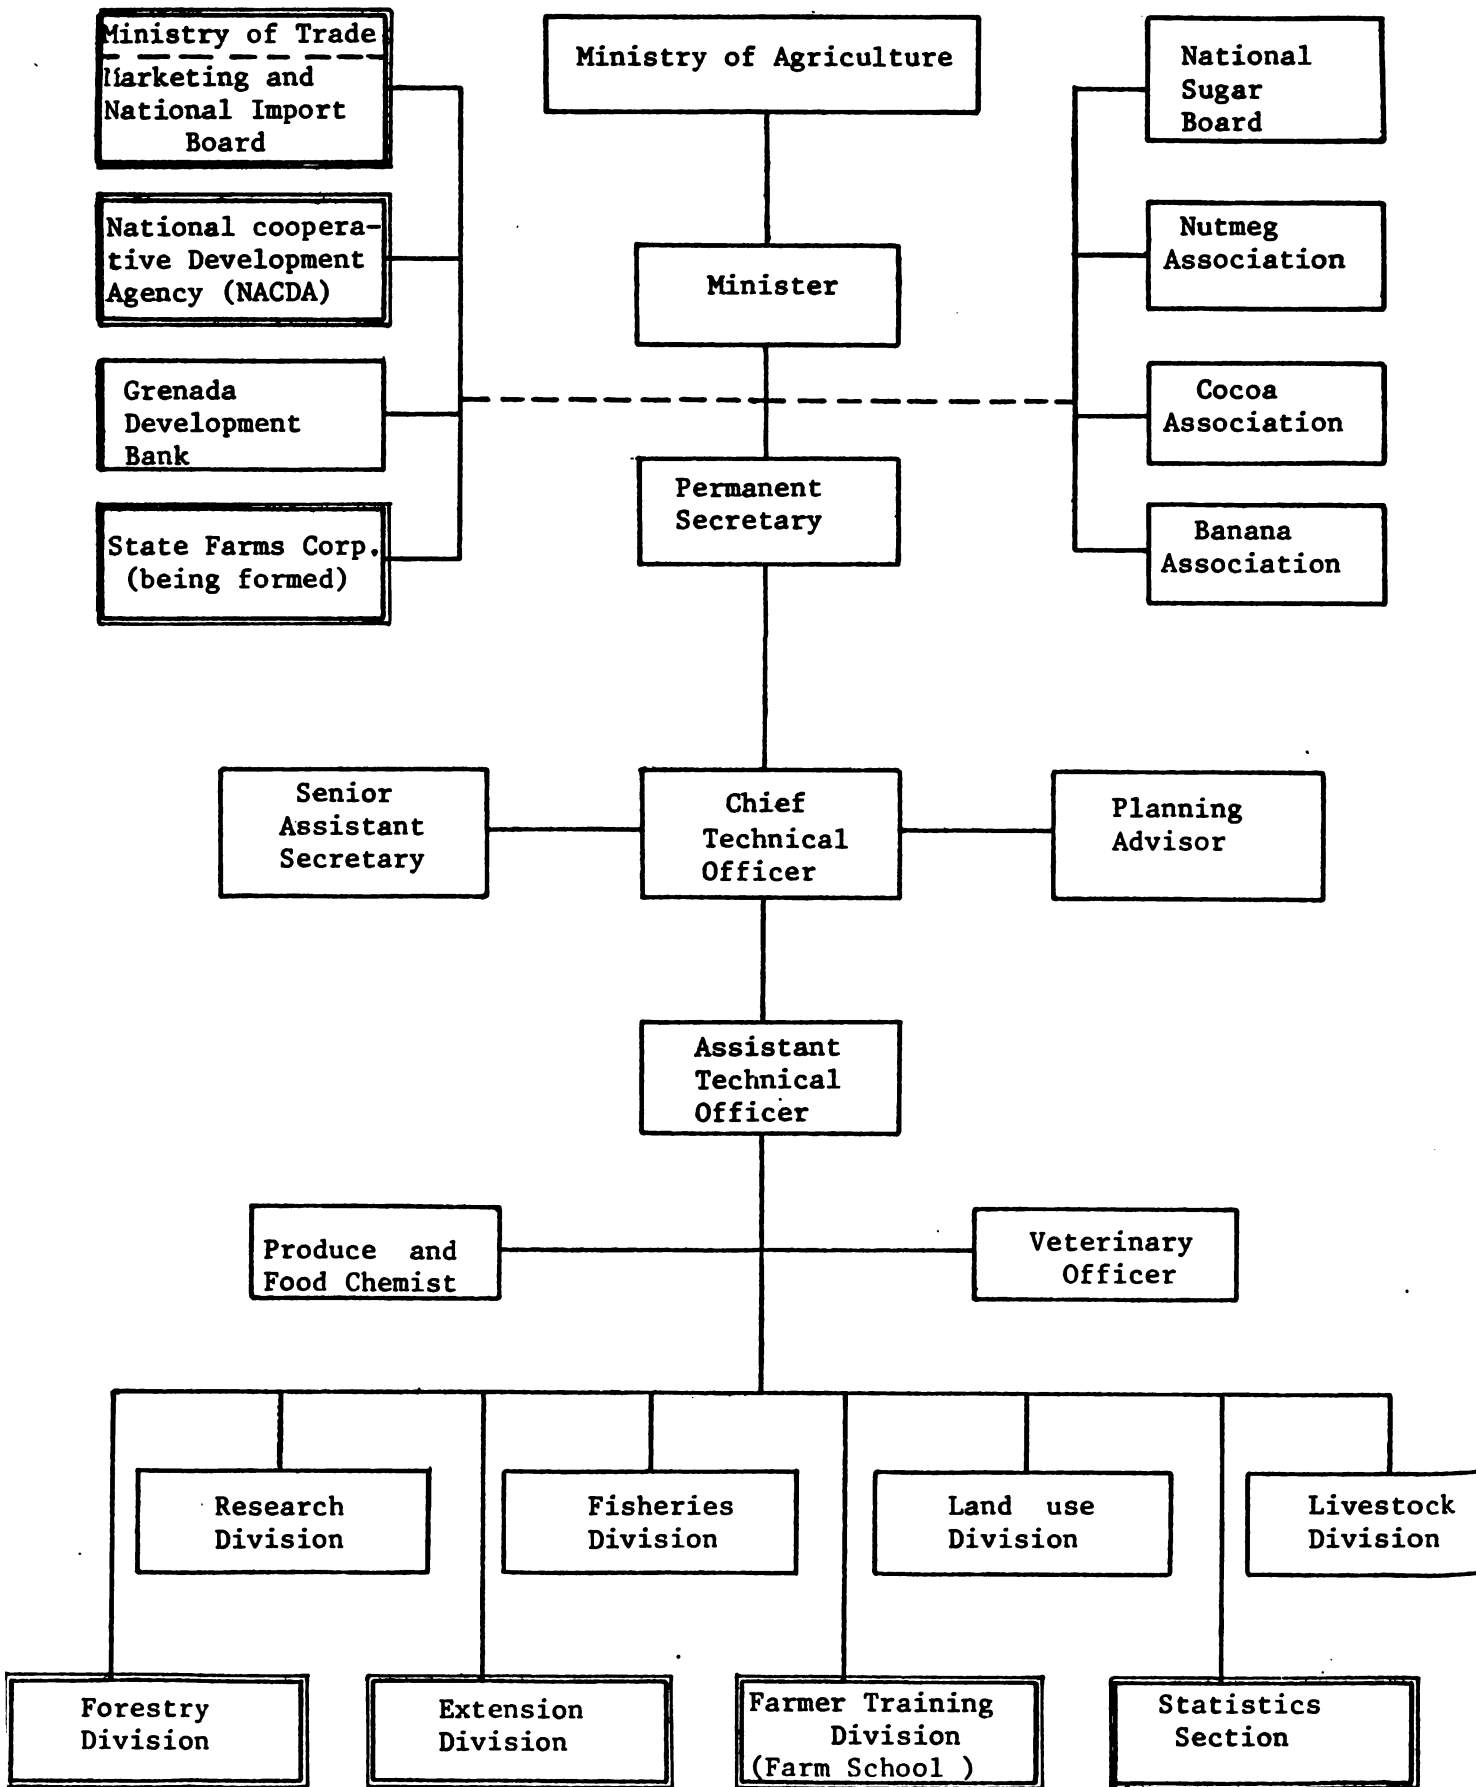 Ministry of Trade
Marketing and
National Import
Board
Ministry of Agriculture
National
Sugar
Board
National coopera-
tive Development
Agency (NACDA)
Minister
Nutmeg
Association
Grenada
Development
Bank
Cocoa
Association
Permanent
Secretary
State Farms Corp.
(being formed)
Banana
Association
Senior
Assistant
Secretary
Chief
Technical
Officer
Planning
Advisor
Assistant
Technical
Officer
Produce and
Food Chemist
Veterinary
Officer
Research
Division
Fisheries
Division
Land use
Division
Livestock
Division
Forestry
Division
Extension
Division
Farmer Training
Division
(Farm School )
Statistics
Section